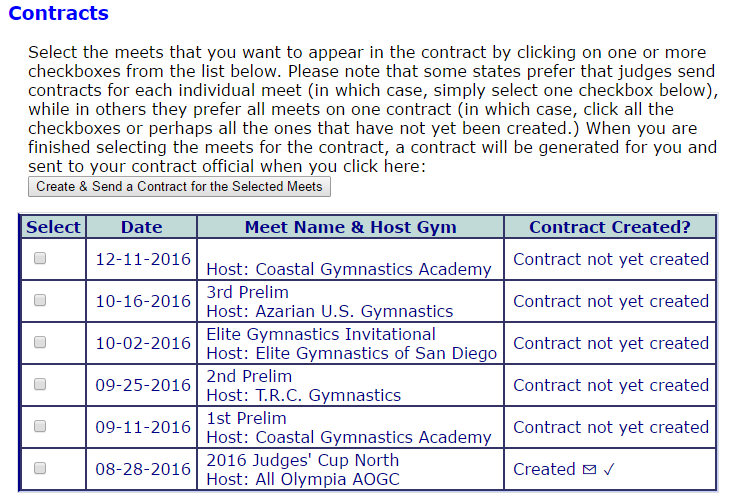 Contracts
Select the meets that you want to appear in the contract by clicking on one or more
checkboxes from the list below. Please note that some states prefer that judges send
contracts for each individual meet (in which case, simply select one checkbox below),
while in others they prefer all meets on one contract (in which case, click all the
checkboxes or perhaps all the ones that have not yet been created.) When you are
finished selecting the meets for the contract, a contract will be generated for you and
sent to your contract official when you click here:
Create & Send a Contract for the Selected Meets
Select Date Meet Name & Host Gym Contract Created?
12-11-2016 Host: Coastal Gymnastics Academy Contract not yet created
10-16-2016 3rd Prelim
Host: Azarian U.S. Gymnastics Contract not yet created
10-02-2016 Elite Gymnastics Invitational
Host: Elite Gymnastics of San Diego Contract not yet created
09-25-2016 2nd Prelim
Host: T.R.C. Gymnastics Contract not yet created
09-11-2016 1st Prelim
Host: Coastal Gymnastics Academy Contract not yet created
08-28-2016 2016 Judges' Cup North
Host: All Olympia AOGC Created ✉ ✓